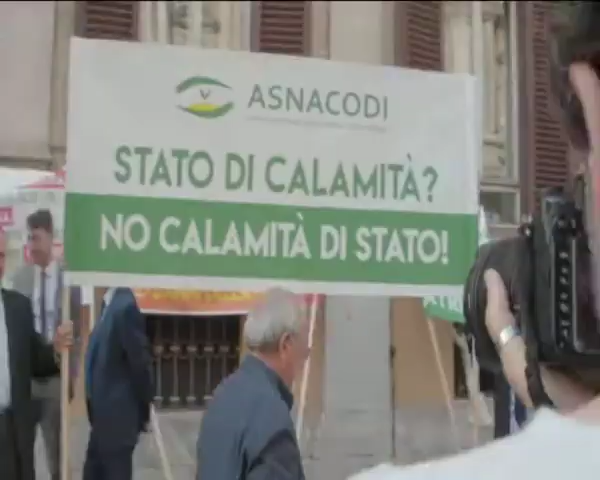 ASNACODI
STATO DI CALAMITÀ?
NO CALAMITÀ DI STATO!